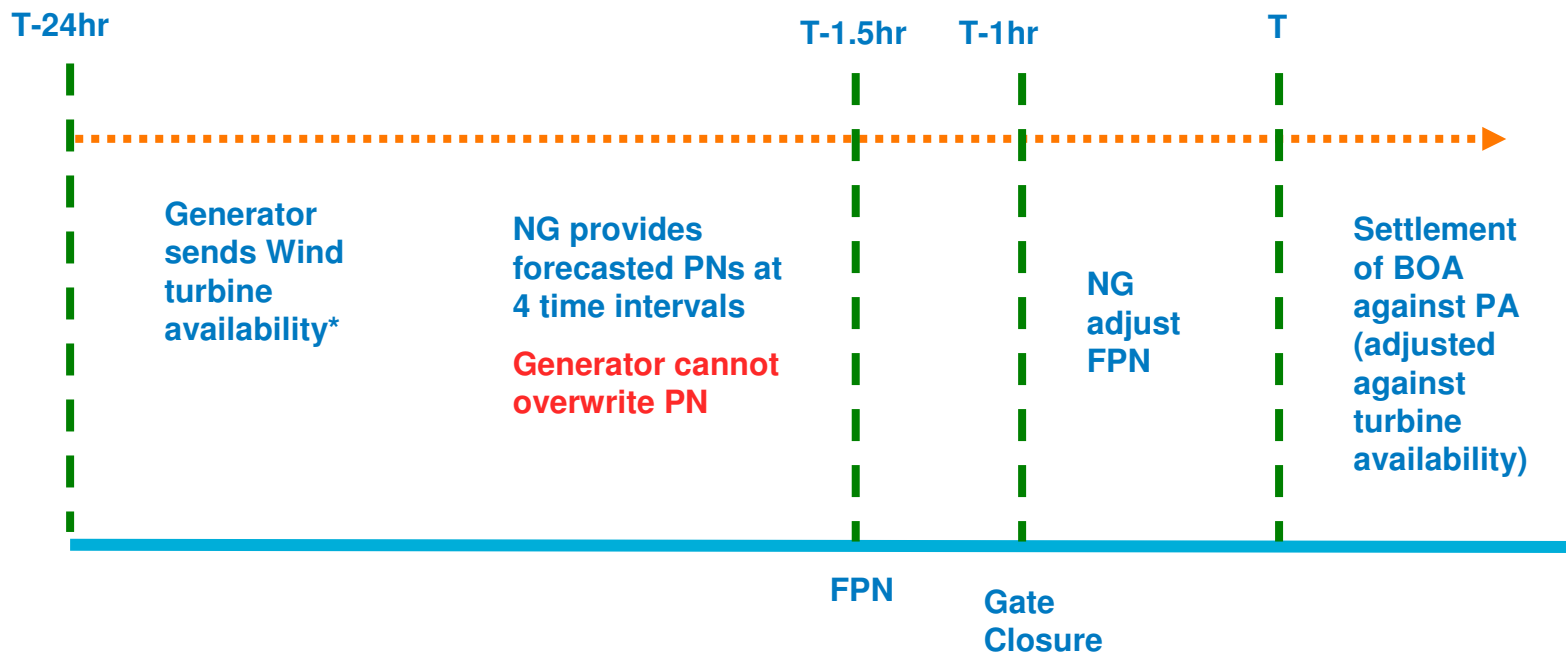 T-24hr
T-1.5hr
T-1hr
T
Generator
sends Wind
turbine
availability*
NG provides
forecasted PNs at
4 time intervals
Generator cannot
overwrite PN
NG
adjust
FPN
Settlement
of BOA
against PA
(adjusted
against
turbine
availability)
FPN
Gate
Closure